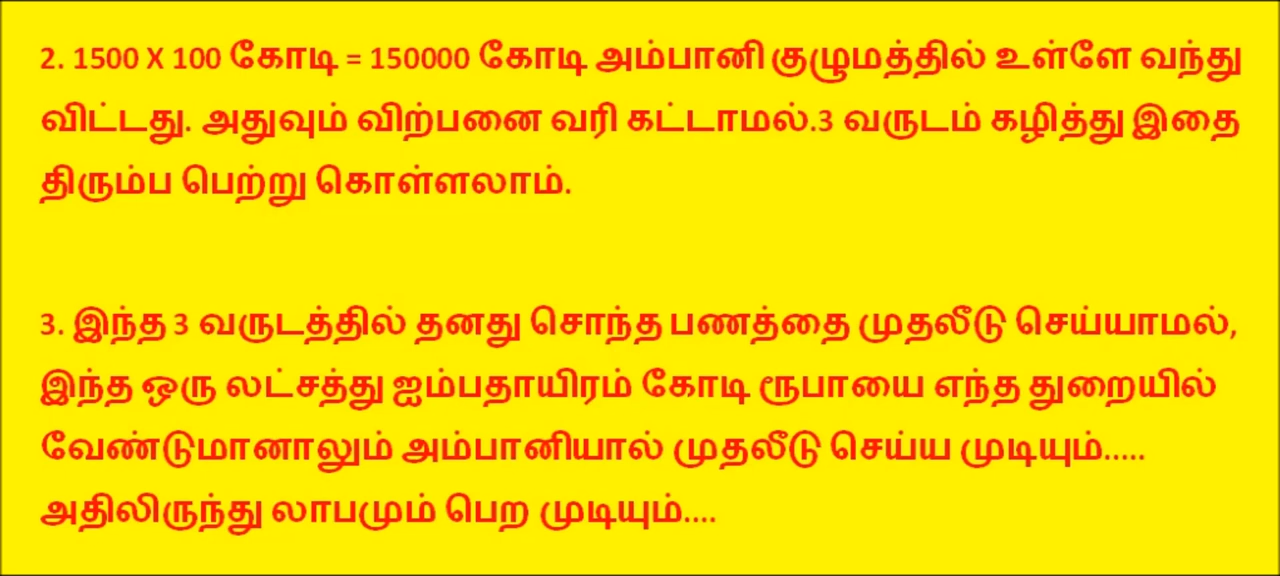 2. 1500 X 100 கோடி = 150000 கோடி அம்பானி குழுமத்தில் உள்ளே வந்து
விட்டது. அதுவும் விற்பனை வரி கட்டாமல்.3 வருடம் கழித்து இதை
திரும்ப பெற்று கொள்ளலாம்.
3. இந்த 3 வருடத்தில் தனது சொந்த பணத்தை முதலீடு செய்யாமல்,
இந்த ஒரு லட்சத்து ஐம்பதாயிரம் கோடி ரூபாயை எந்த துறையில்
வேண்டுமானாலும் அம்பானியால் முதலீடு செய்ய முடியும்.....
அதிலிருந்து லாபமும் பெற முடியும்....